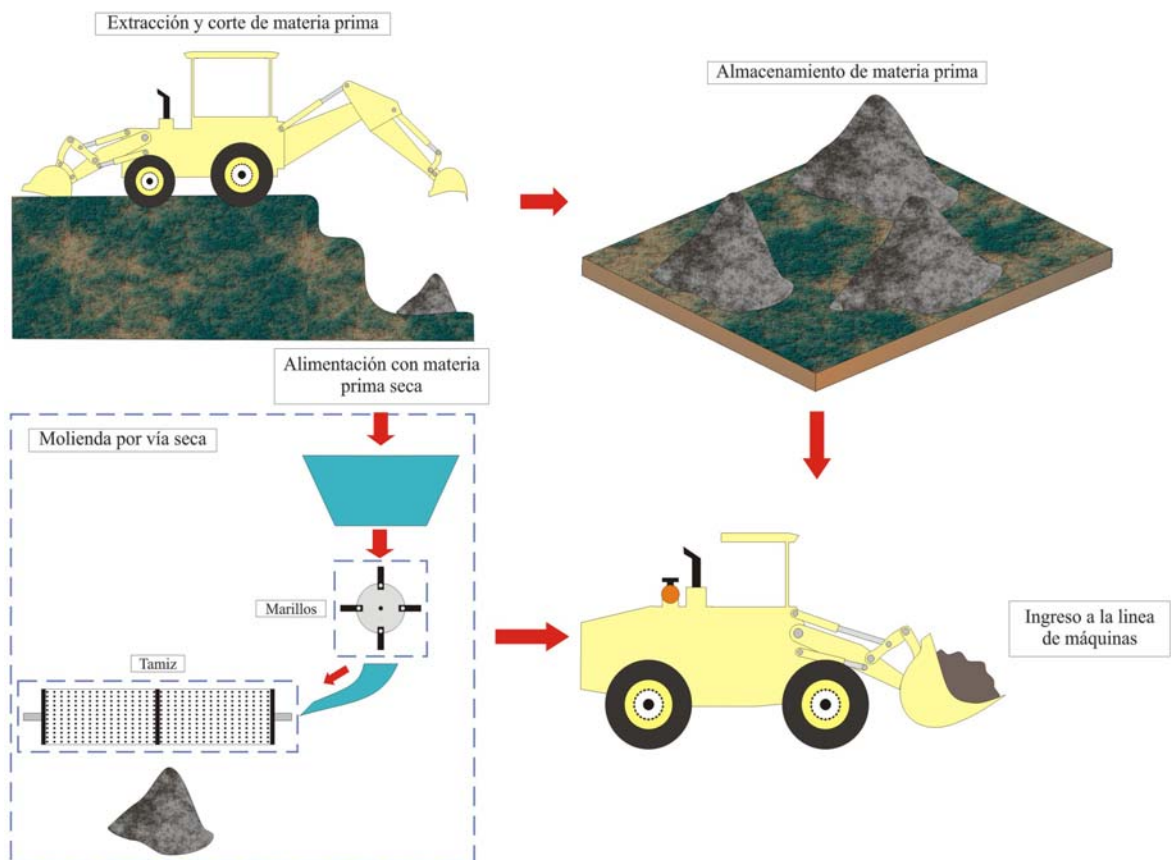 Extracción y corte de materia prima
Almacenamiento de materia prima
Alimentación con materia
prima seca
Molienda por vía seca
Marillos
Tamiz
Ingreso a la linea
de máquinas